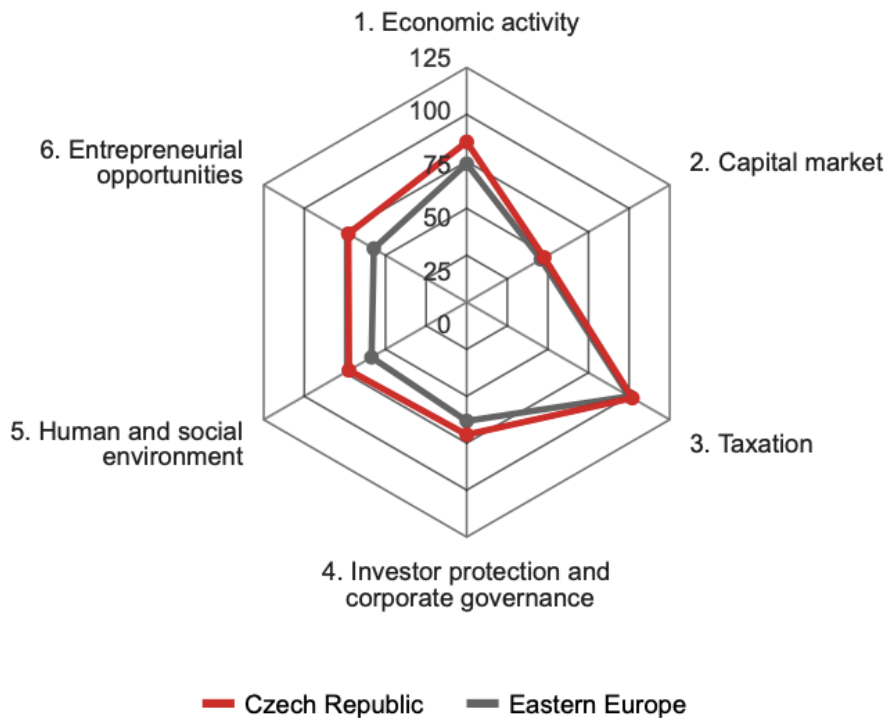 1. Economic activity
125
100
75
50
25
0
2. Capital market
3. Taxation
4. Investor protection and
corporate governance
5. Human and social
environment
6. Entrepreneurial
opportunities
Czech Republic
Eastern Europe